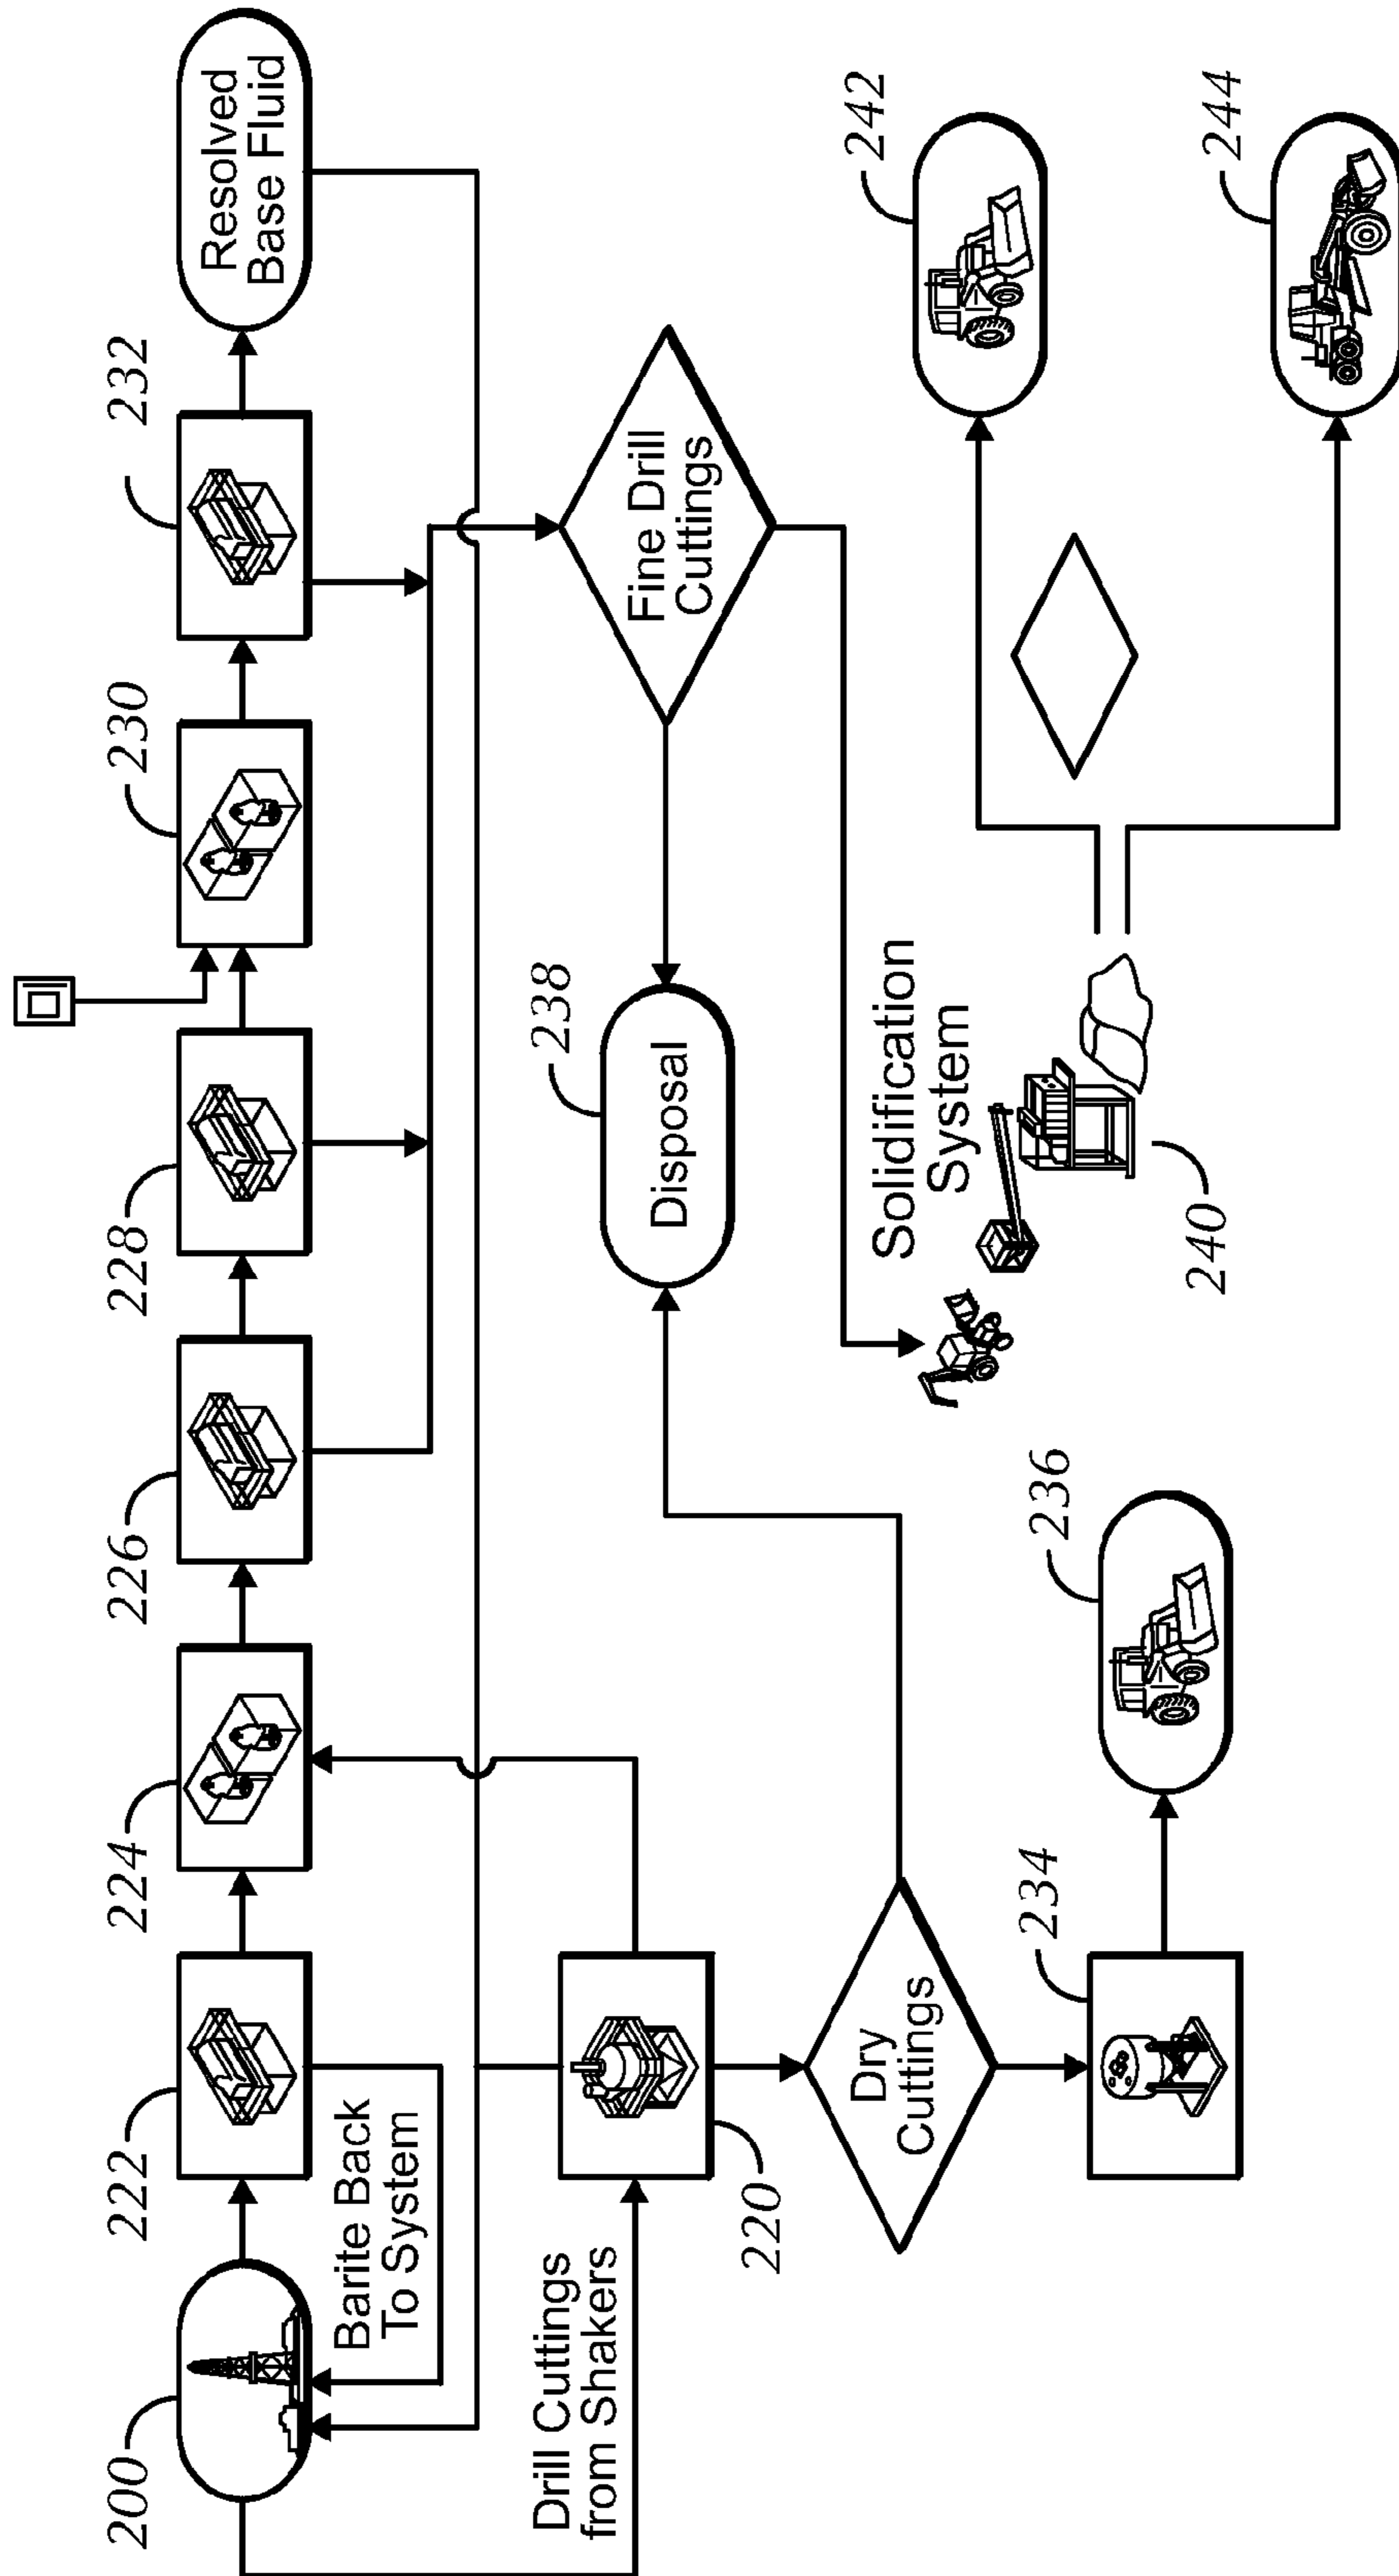 200
222
224
226
228
230
232
Resolved
Base Fluid
Barite Back
To System
Drill Cuttings
from Shakers
220
Dry
Cuttings
234
236
Disposal
238
Fine Drill
Cuttings
Solidification
System
240
242
244